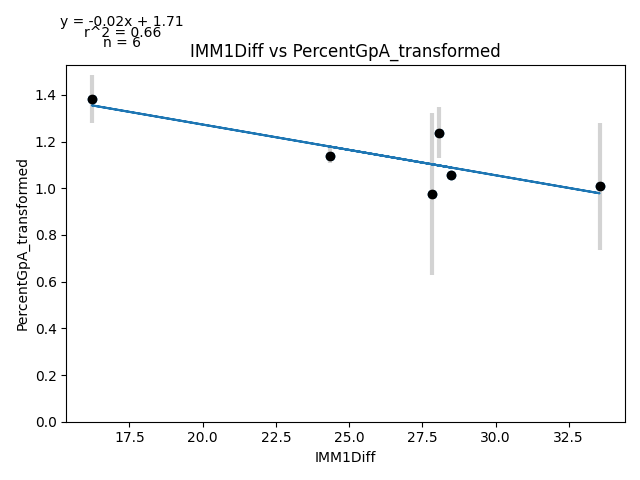 y = -0.02x + 1.71
r^2 = 0.66
n = 6
IMM1Diff vs PercentGpA_transformed
PercentGpA_transformed
1.4
1.2
1.0
0.8
0.6
0.4
0.2
0.0
17.5 20.0 22.5 25.0 27.5 30.0 32.5
IMM1Diff